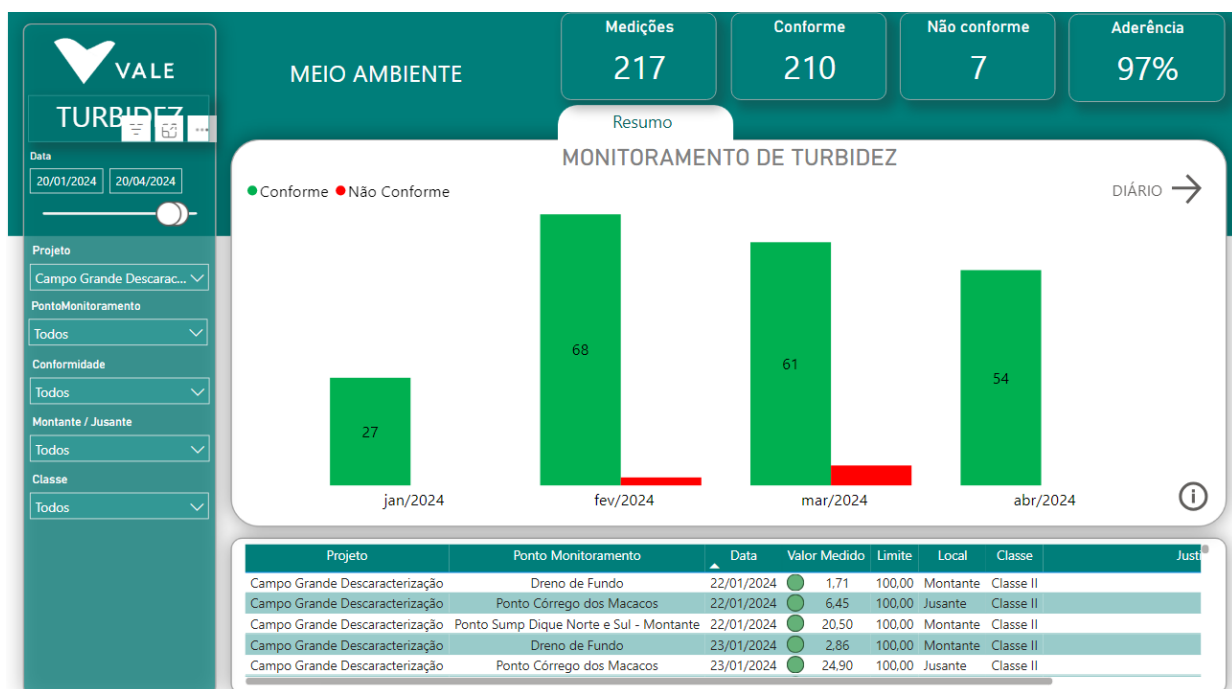 VALE
TURBIDEZ
Data
20/01/2024 20/04/2024
Projeto
Campo Grande Descarac...
PontoMonitoramento
Todos
Conformidade
Todos
Montante / Jusante
Todos
Classe
Todos
MEIO AMBIENTE
Medições
217
Conforme
210
Não conforme
7
Aderência
97%
Resumo
MONITORAMENTO DE TURBIDEZ
Conforme Não Conforme
DIÁRIO
27
68
61
54
jan/2024 fev/2024 mar/2024 abr/2024
Projeto Ponto Monitoramento Data Valor Medido Limite Local Classe Justi
Campo Grande Descaracterização Dreno de Fundo 22/01/2024 1,71 100,00 Montante Classe II
Campo Grande Descaracterização Ponto Córrego dos Macacos 22/01/2024 6,45 100,00 Jusante Classe II
Campo Grande Descaracterização Ponto Sump Dique Norte e Sul - Montante 22/01/2024 20,50 100,00 Montante Classe II
Campo Grande Descaracterização Dreno de Fundo 23/01/2024 2,86 100,00 Montante Classe II
Campo Grande Descaracterização Ponto Córrego dos Macacos 23/01/2024 24,90 100,00 Jusante Classe II